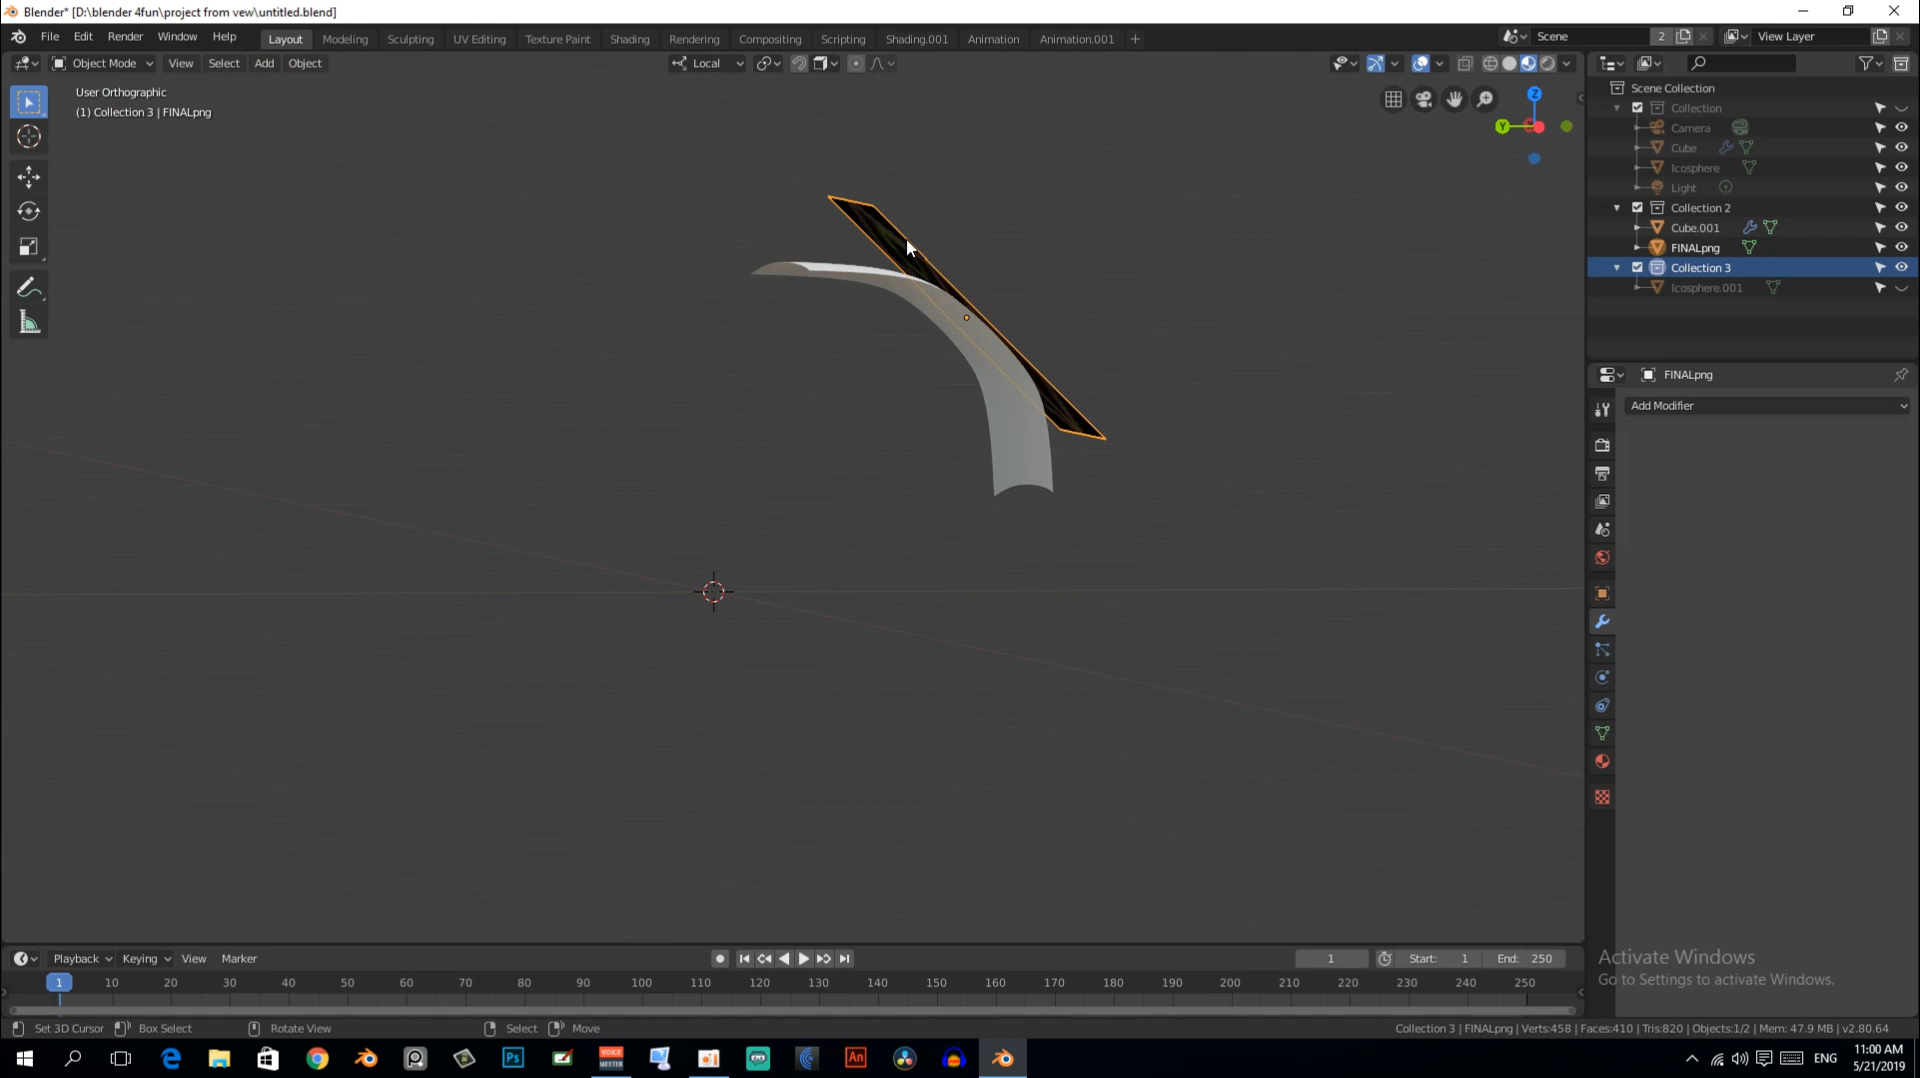 Blender* [D:\blender 4fun\project from vew\untitled.blend]
File Edit Render Window Help Layout Modeling Sculpting UV Editing Texture Paint Shading Rendering Compositing Scripting Shading.001 Animation Animation.001 + Scene 2 View Layer
Object Mode View Select Add Object Local
User Orthographic
(1) Collection 3 | FINALpng
Z
Y
Scene Collection
Collection
Camera
Cube
Icosphere
Light
Collection 2
Cube.001
FINALpng
Collection 3
Icosphere.001
FINALpng
Add Modifier
Playback Keying View Marker 1 Start: 1 End: 250
1 10 20 30 40 50 60 70 80 90 100 110 120 130 140 150 160 170 180 190 200 210 220 230 240 250
Activate Windows
Go to Settings to activate Windows.
Set 3D Cursor Box Select Rotate View Select Move Collection 3 | FINALpng | Verts:458 | Faces:410 | Tris:820 | Objects:1/2 | Mem: 47.9 MB | v2.80.64
Ps VOICE MEETER An ENG 11:00 AM
5/21/2019